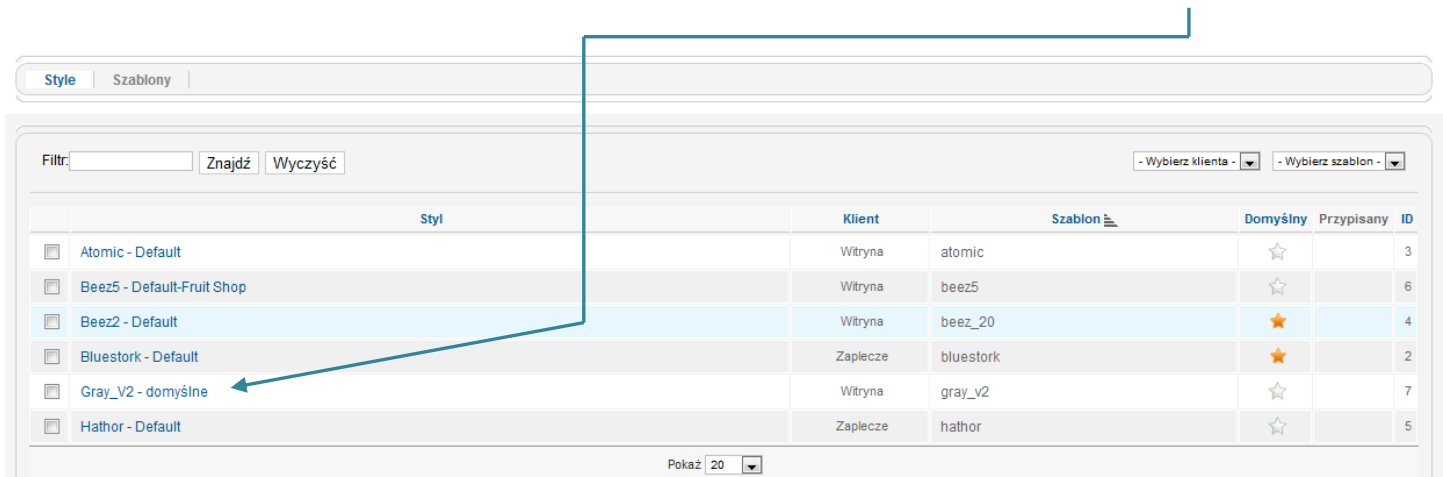 Style Szablony
Filtr: Znajdź Wyczyść - Wybierz klienta - - Wybierz szablon -
Styl Klient Szablon Domyślny Przypisany ID
Atomic - Default Witryna atomic 3
Beez5 - Default-Fruit Shop Witryna beez5 6
Beez2 - Default Witryna beez_20 4
Bluestork - Default Zaplecze bluestork 2
Gray_V2 - domyślne Witryna gray_v2 7
Hathor - Default Zaplecze hathor 5
Pokaż 20